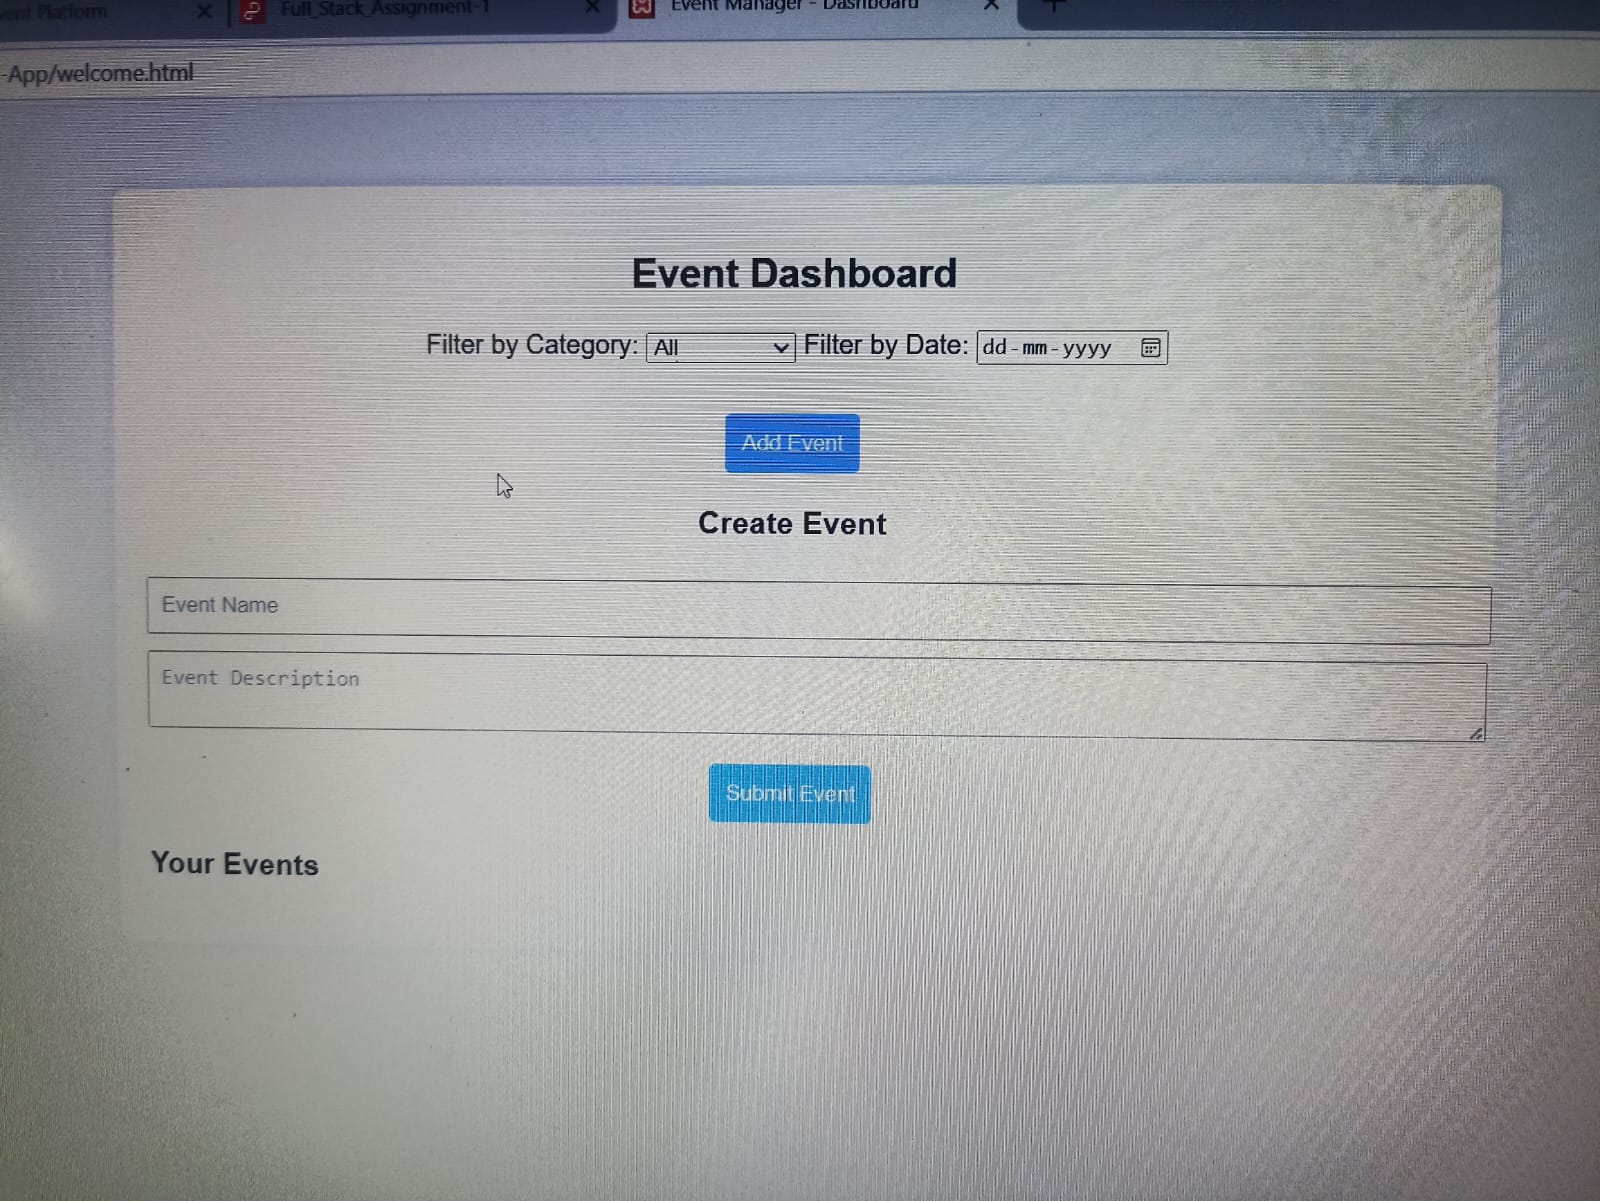 ent Platform
Full_Stack_Assignment-1
Event Manager - Dashboard
-App/welcome.html
Event Dashboard
Filter by Category: All Filter by Date: dd-mm-yyyy
Add Event
Create Event
Event Name
Event Description
Submit Event
Your Events